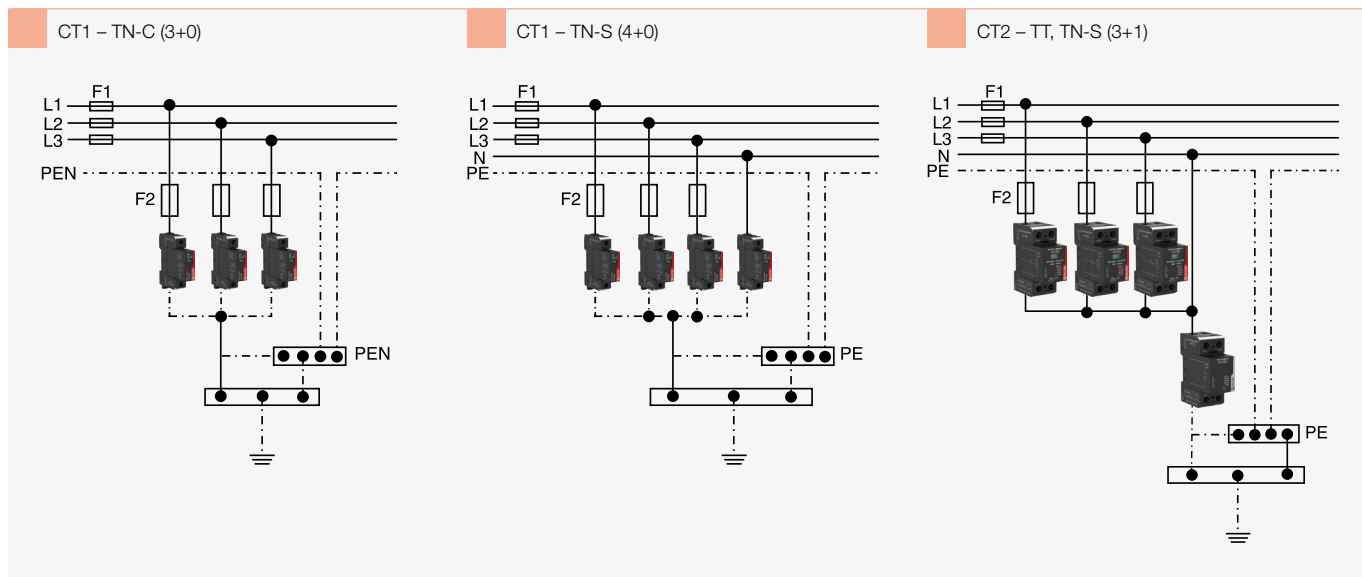 CT1 – TN-C (3+0)
F1
L1
L2
L3
PEN
F2
PEN
CT1 – TN-S (4+0)
F1
L1
L2
L3
N
PE
F2
PE
CT2 – TT, TN-S (3+1)
F1
L1
L2
L3
N
PE
F2
PE